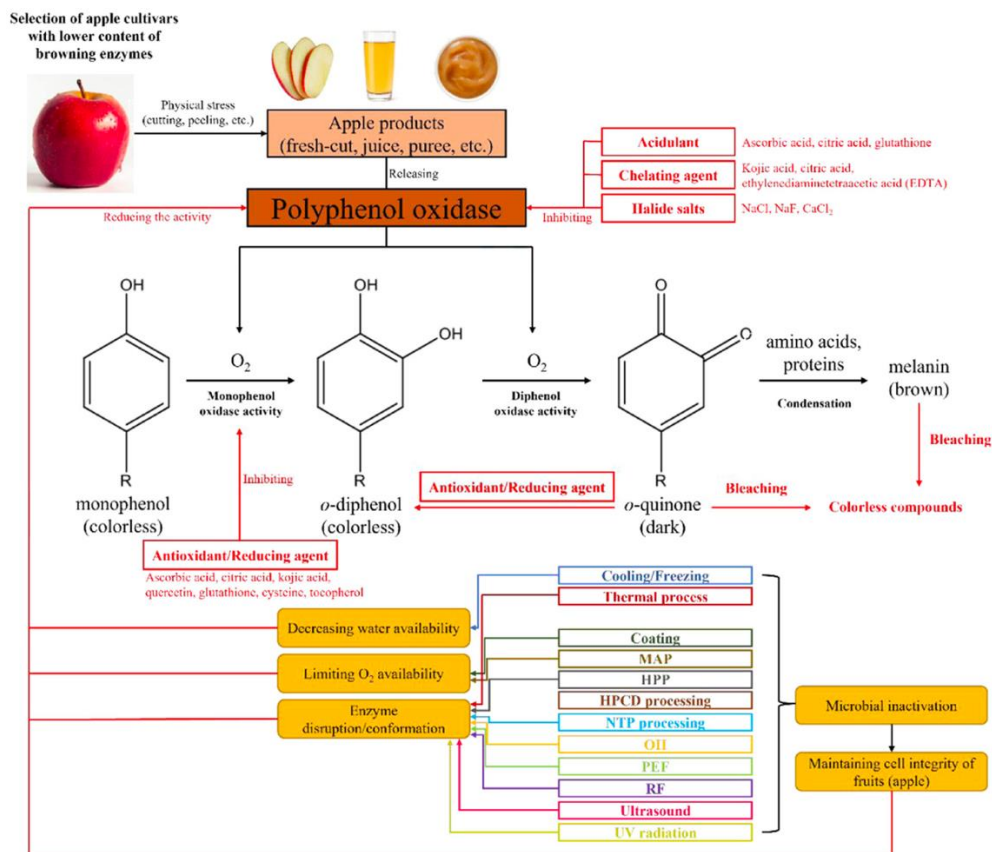 Selection of apple cultivars
with lower content of
browning enzymes
Physical stress
(cutting, peeling, etc.)
Apple products
(fresh-cut, juice, puree, etc.)
Releasing
Acidulant
Ascorbic acid, citric acid, glutathione
Chelating agent
Kojic acid, citric acid,
ethylenediaminetetraacetic acid (EDTA)
Halide salts
NaCl, NaF, CaCl2
Reducing the activity
Polyphenol oxidase
Inhibiting
OH
OH
OH
O
O
O2
Monophenol
oxidase activity
O2
Diphenol
oxidase activity
amino acids,
proteins
Condensation
melanin
(brown)
Bleaching
R
R
R
Inhibiting
monophenol
(colorless)
o-diphenol
(colorless)
Antioxidant/Reducing agent
o-quinone
(dark)
Bleaching
Colorless compounds
Antioxidant/Reducing agent
Ascorbic acid, citric acid, kojic acid,
quercetin, glutathione, cysteine, tocopherol
Decreasing water availability
Limiting O2 availability
Enzyme
disruption/conformation
Cooling/Freezing
Thermal process
Coating
MAP
HPP
HPCD processing
NTP processing
OH
PEF
RF
Ultrasound
UV radiation
Microbial inactivation
Maintaining cell integrity of
fruits (apple)